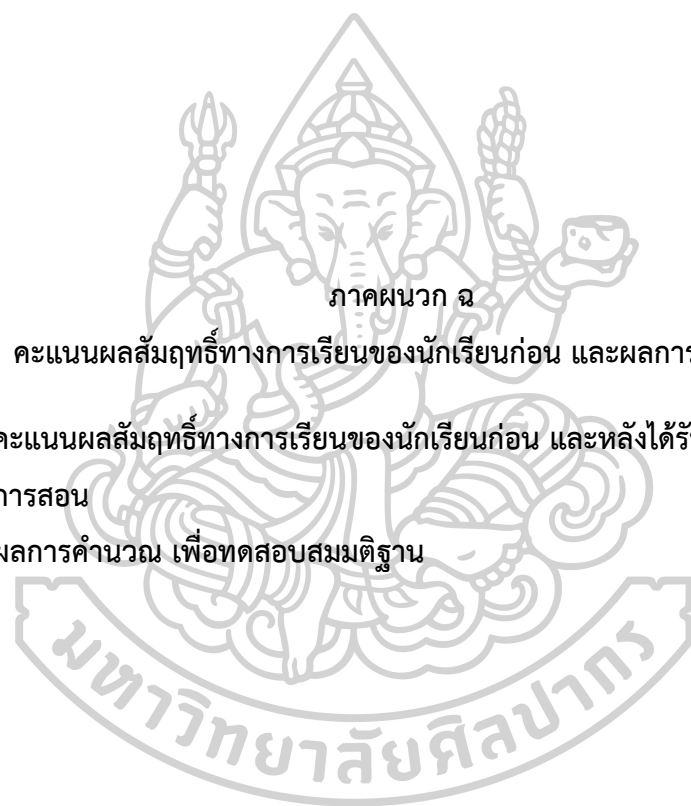 ภาคผนวก ฉ
คะแนนผลสัมฤทธิ์ทางการเรียนของนักเรียนก่อน และผลการ
คะแนนผลสัมฤทธิ์ทางการเรียนของนักเรียนก่อน และหลังได้รั
การสอน
ผลการคำนวณ เพื่อทดสอบสมมติฐาน
มหาวิทยาลัยศิลปากร